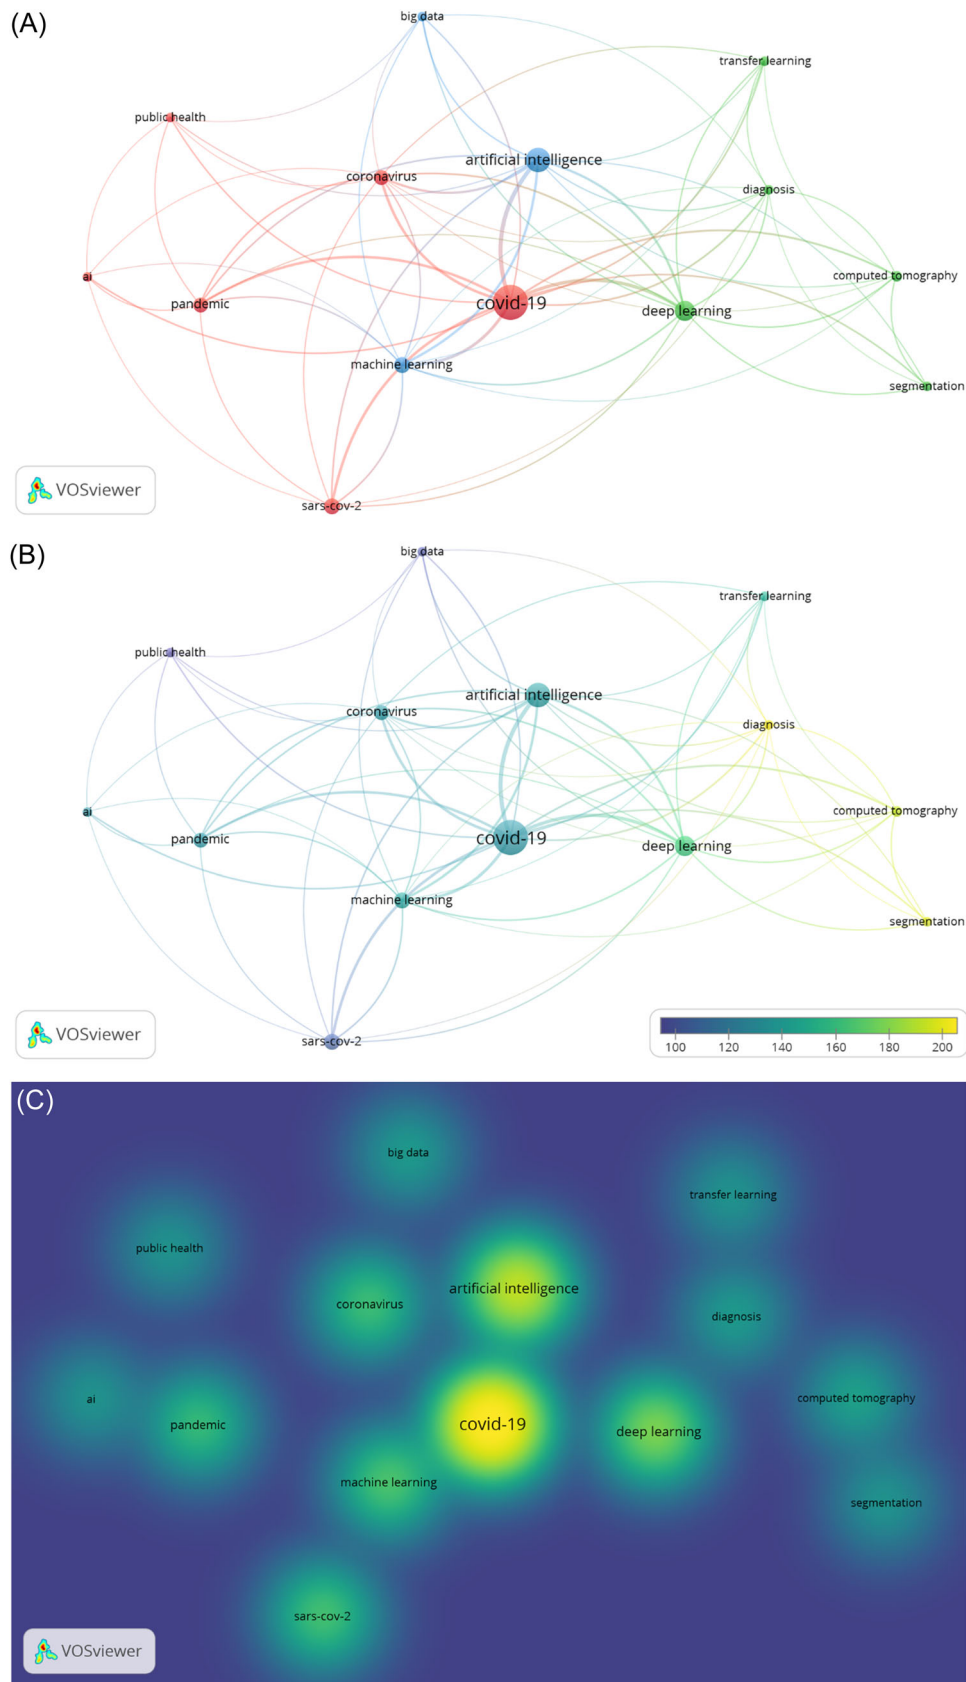 (A)
big data
transfer learning
public health
artificial intelligence
coronavirus
diagnosis
ai
computed tomography
pandemic
covid-19
deep learning
machine learning
segmentation
VOSviewer
sars-cov-2
(B)
big data
transfer learning
public health
artificial intelligence
coronavirus
diagnosis
ai
computed tomography
pandemic
covid-19
deep learning
machine learning
segmentation
VOSviewer
sars-cov-2
100 120 140 160 180 200
(C)
big data
transfer learning
public health
artificial intelligence
coronavirus
diagnosis
ai
computed tomography
pandemic
covid-19
deep learning
machine learning
segmentation
sars-cov-2
VOSviewer